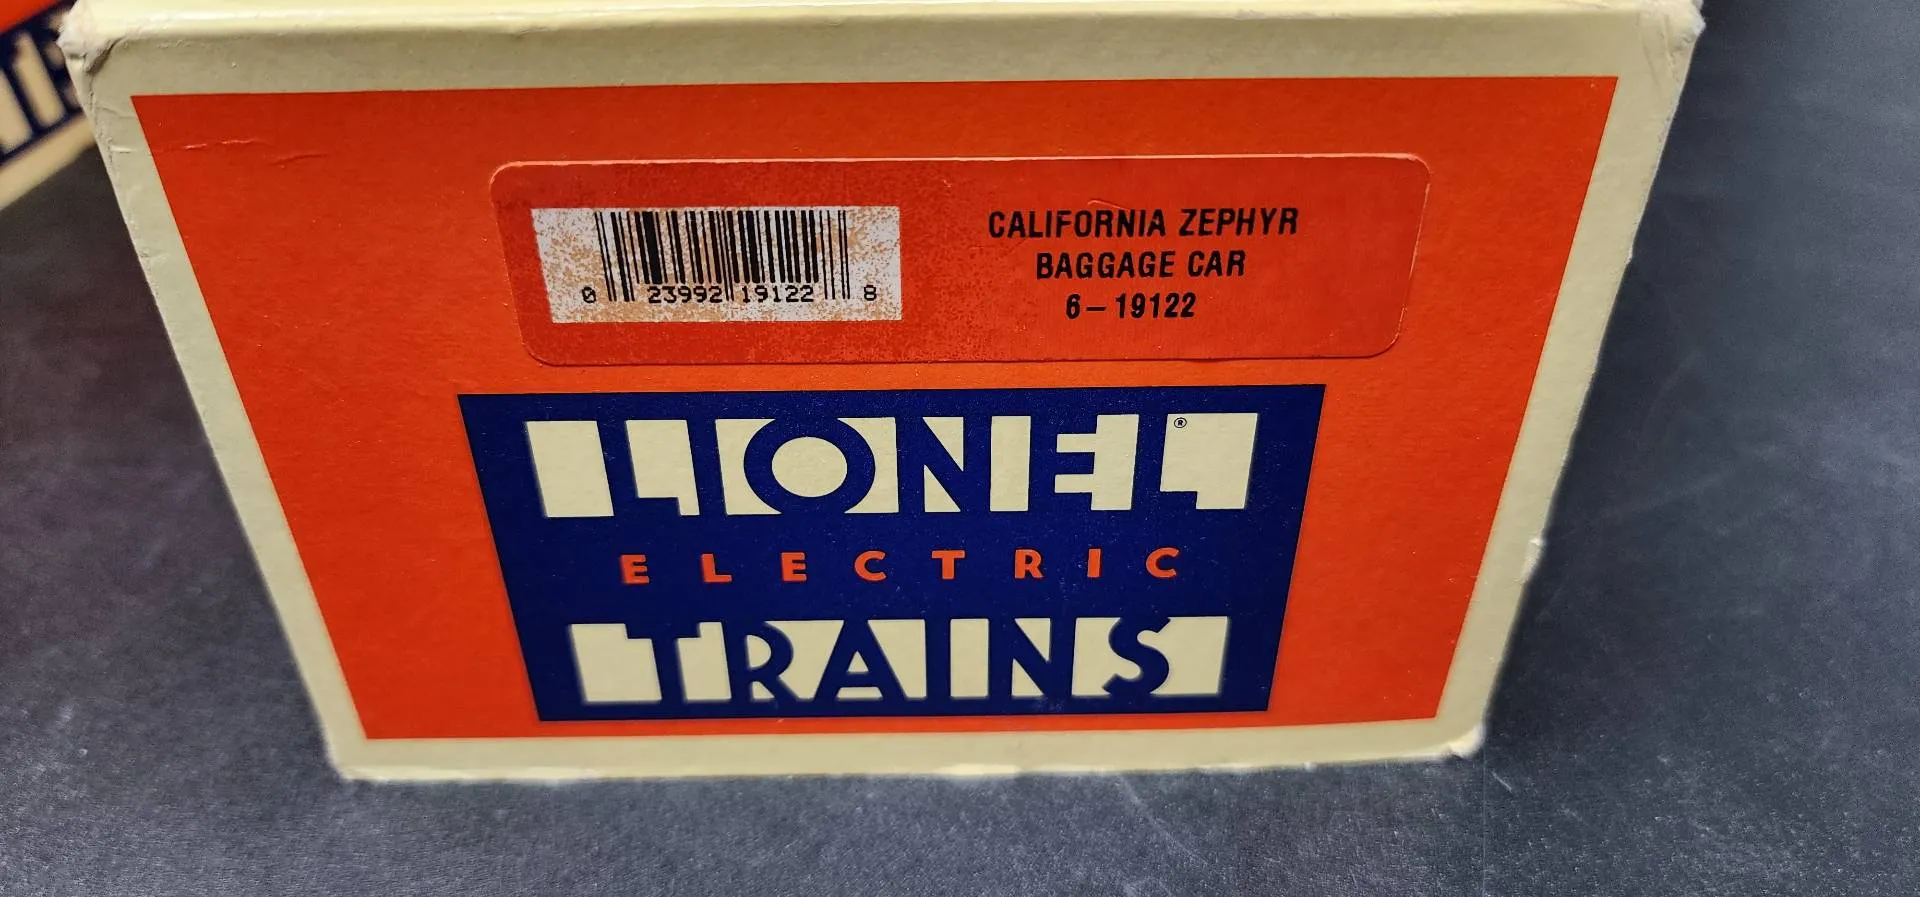 CALIFORNIA ZEPHYR
BAGGAGE CAR
6-19122
0 23992 19122 8
LIONEL®
ELECTRIC
TRAINS